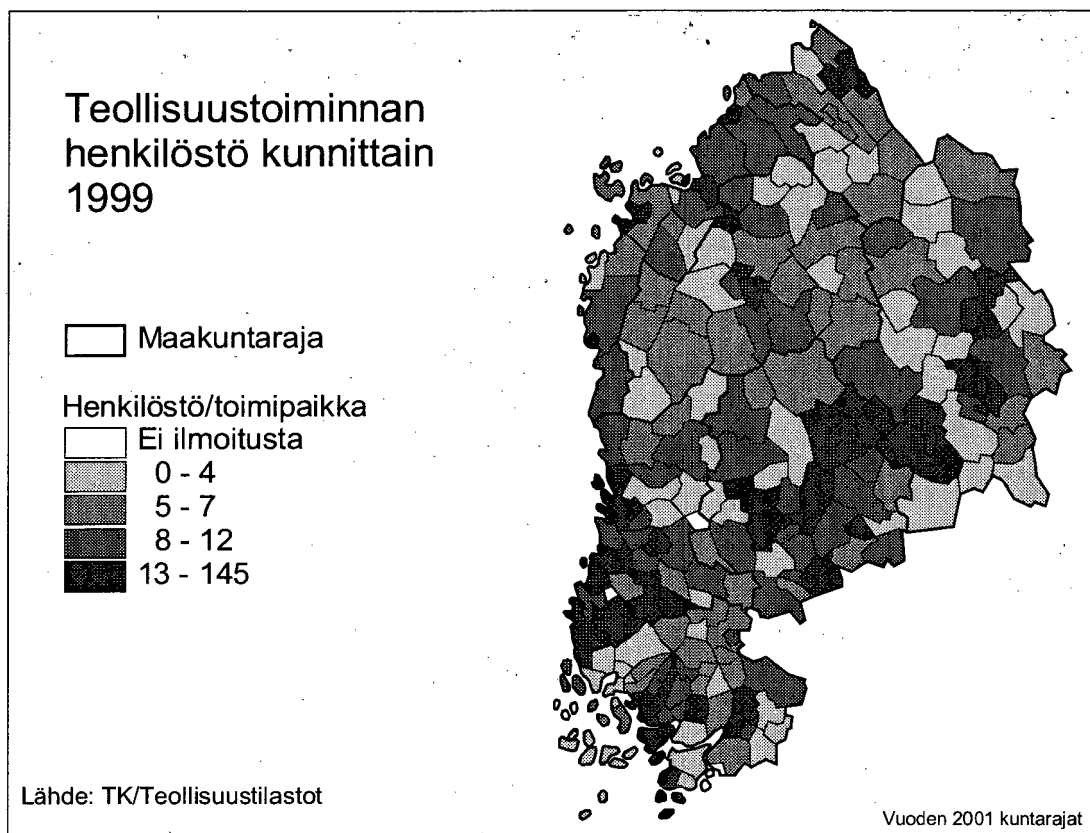 Teollisuustoiminnan
henkilöstö kunnittain
1999
Maakuntaraja
Henkilöstö/toimipaikka
Ei ilmoitusta
0 - 4
5 - 7
8 - 12
13 - 145
Lähde: TK/Teollisuustilastot
Vuoden 2001 kuntarajat